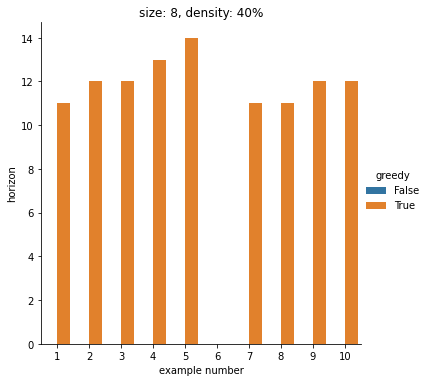 size: 8, density: 40%
14
12
10
8
6
4
2
0
horizon
1 2 3 4 5 6 7 8 9 10
example number
greedy
False
True